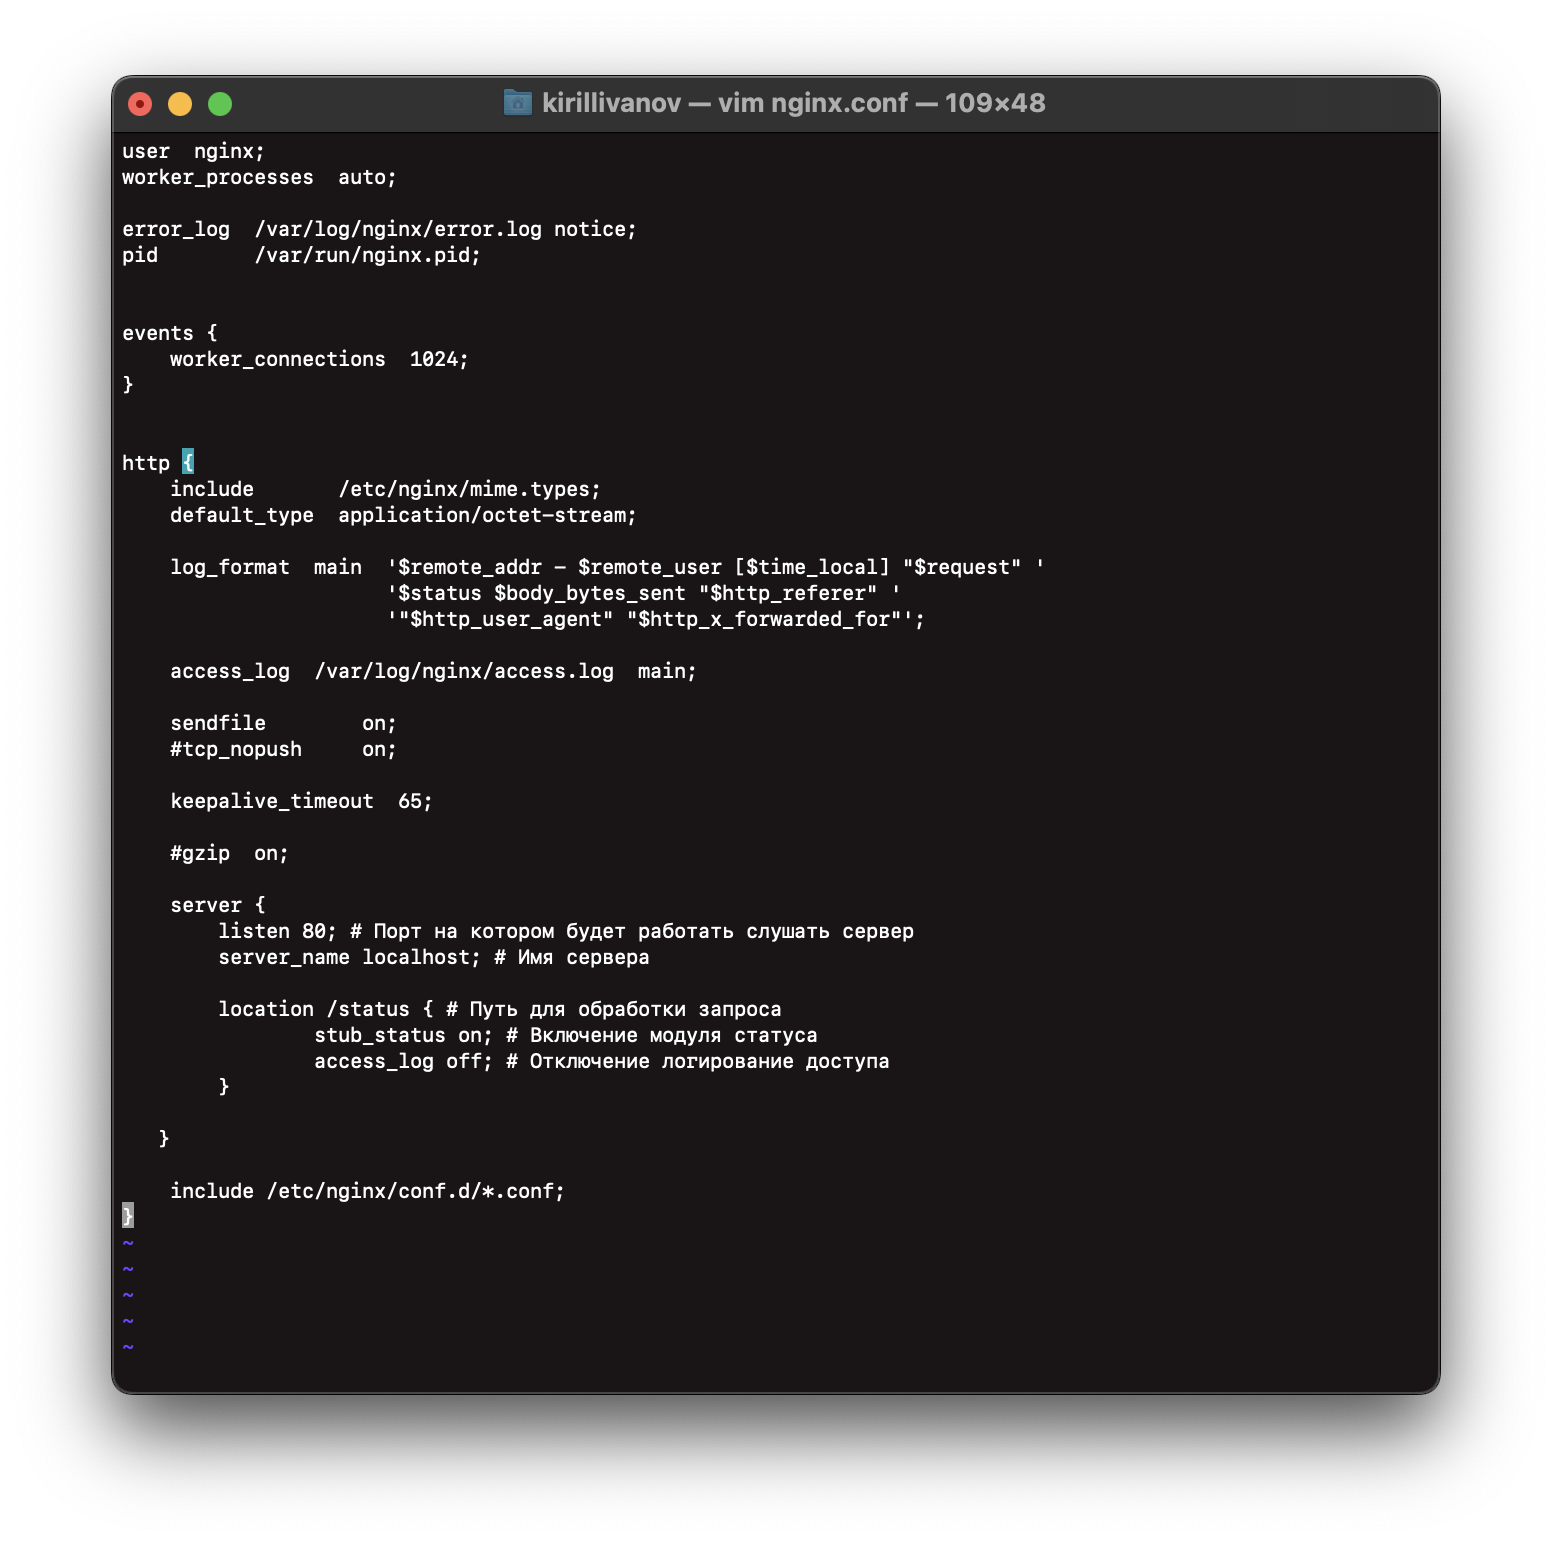 kirillivanov — vim nginx.conf — 109×48
user  nginx;
worker_processes  auto;
error_log  /var/log/nginx/error.log notice;
pid        /var/run/nginx.pid;
events {
    worker_connections  1024;
}
http {
    include       /etc/nginx/mime.types;
    default_type  application/octet-stream;
    log_format  main  '$remote_addr - $remote_user [$time_local] "$request" '
                      '$status $body_bytes_sent "$http_referer" '
                      '"$http_user_agent" "$http_x_forwarded_for"';
    access_log  /var/log/nginx/access.log  main;
    sendfile        on;
    #tcp_nopush     on;
    keepalive_timeout  65;
    #gzip  on;
    server {
        listen 80; # Порт на котором будет работать слушать сервер
        server_name localhost; # Имя сервера
        location /status { # Путь для обработки запроса
                stub_status on; # Включение модуля статуса
                access_log off; # Отключение логирование доступа
        }
   }
    include /etc/nginx/conf.d/*.conf;
}
~
~
~
~
~